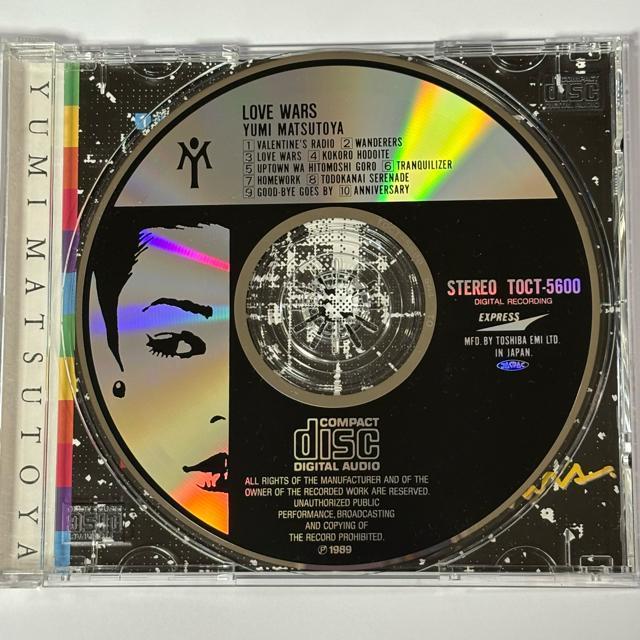 YUMI MATSUTOYA
COMPACT
disc
LOVE WARS
YUMI MATSUTOYA
1 VALENTINE'S RADIO 2 WANDERERS
3 LOVE WARS 4 KOKORO HODOITE
5 UPTOWN WA HITOMOSHI GORO 6 TRANQUILIZER
7 HOMEWORK 8 TODOKANAI SERENADE
9 GOOD-BYE GOES BY 10 ANNIVERSARY
STEREO TOCT-5600
DIGITAL RECORDING
EXPRESS
MFD. BY TOSHIBA EMI LTD.
IN JAPAN.
JASRAC
COMPACT
disc
DIGITAL AUDIO
ALL RIGHTS OF THE MANUFACTURER AND OF THE
OWNER OF THE RECORDED WORK ARE RESERVED.
UNAUTHORIZED PUBLIC
PERFORMANCE, BROADCASTING
AND COPYING OF
THE RECORD PROHIBITED.
Ⓟ 1989